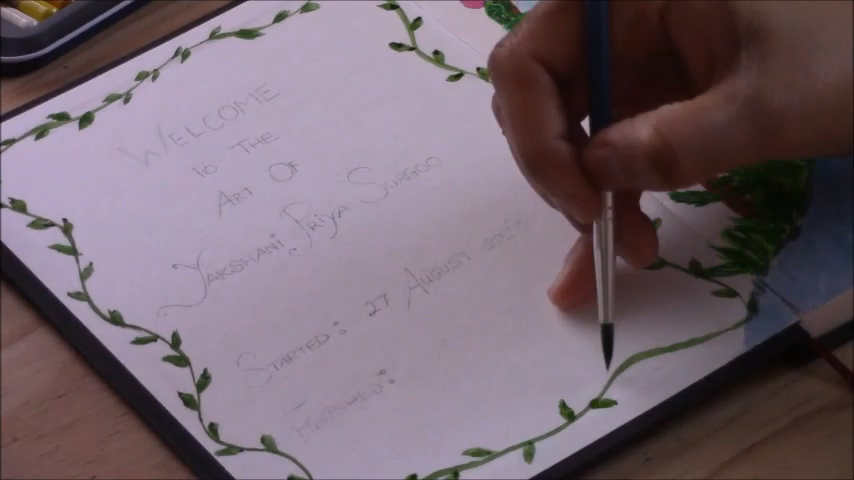 WELCOME
TO THE
ART OF
YAKSHANI PRIYA SURGOO
STARTED: 27 AUGUST 2023
FINISHED: